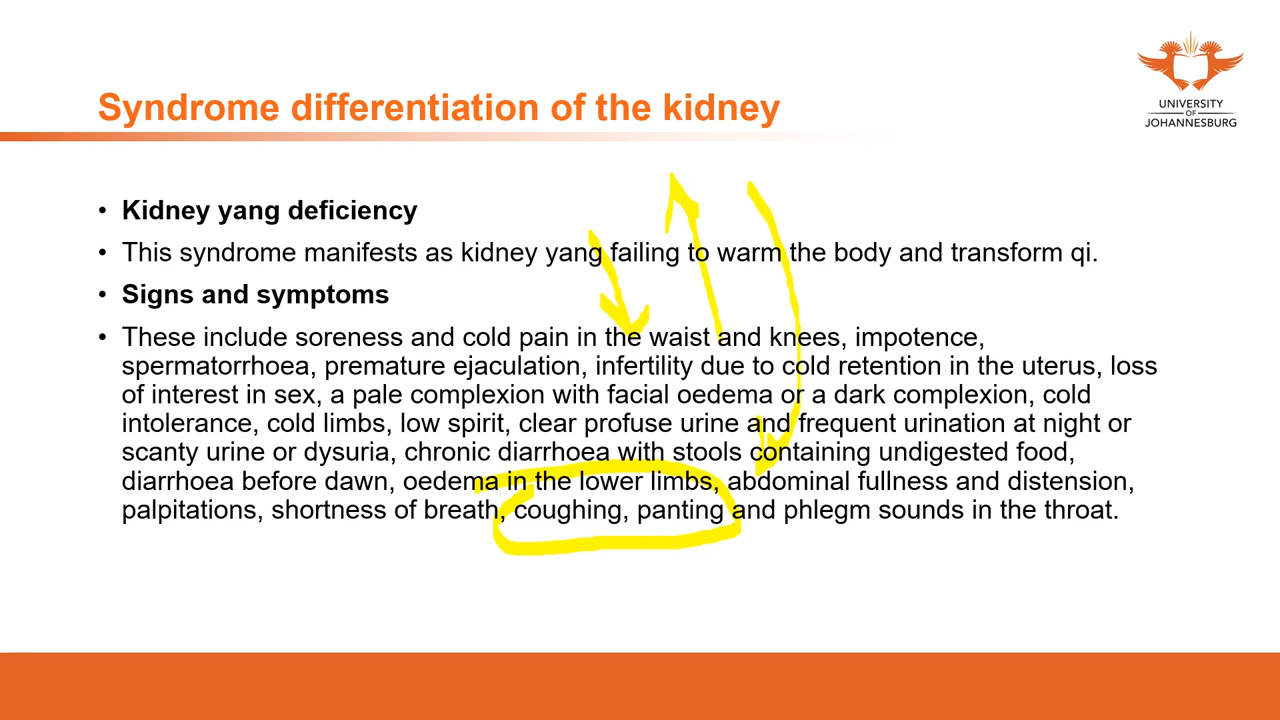 UNIVERSITY
OF
JOHANNESBURG
Syndrome differentiation of the kidney
• Kidney yang deficiency
• This syndrome manifests as kidney yang failing to warm the body and transform qi.
• Signs and symptoms
• These include soreness and cold pain in the waist and knees, impotence,
spermatorrhoea, premature ejaculation, infertility due to cold retention in the uterus, loss
of interest in sex, a pale complexion with facial oedema or a dark complexion, cold
intolerance, cold limbs, low spirit, clear profuse urine and frequent urination at night or
scanty urine or dysuria, chronic diarrhoea with stools containing undigested food,
diarrhoea before dawn, oedema in the lower limbs, abdominal fullness and distension,
palpitations, shortness of breath, coughing, panting and phlegm sounds in the throat.